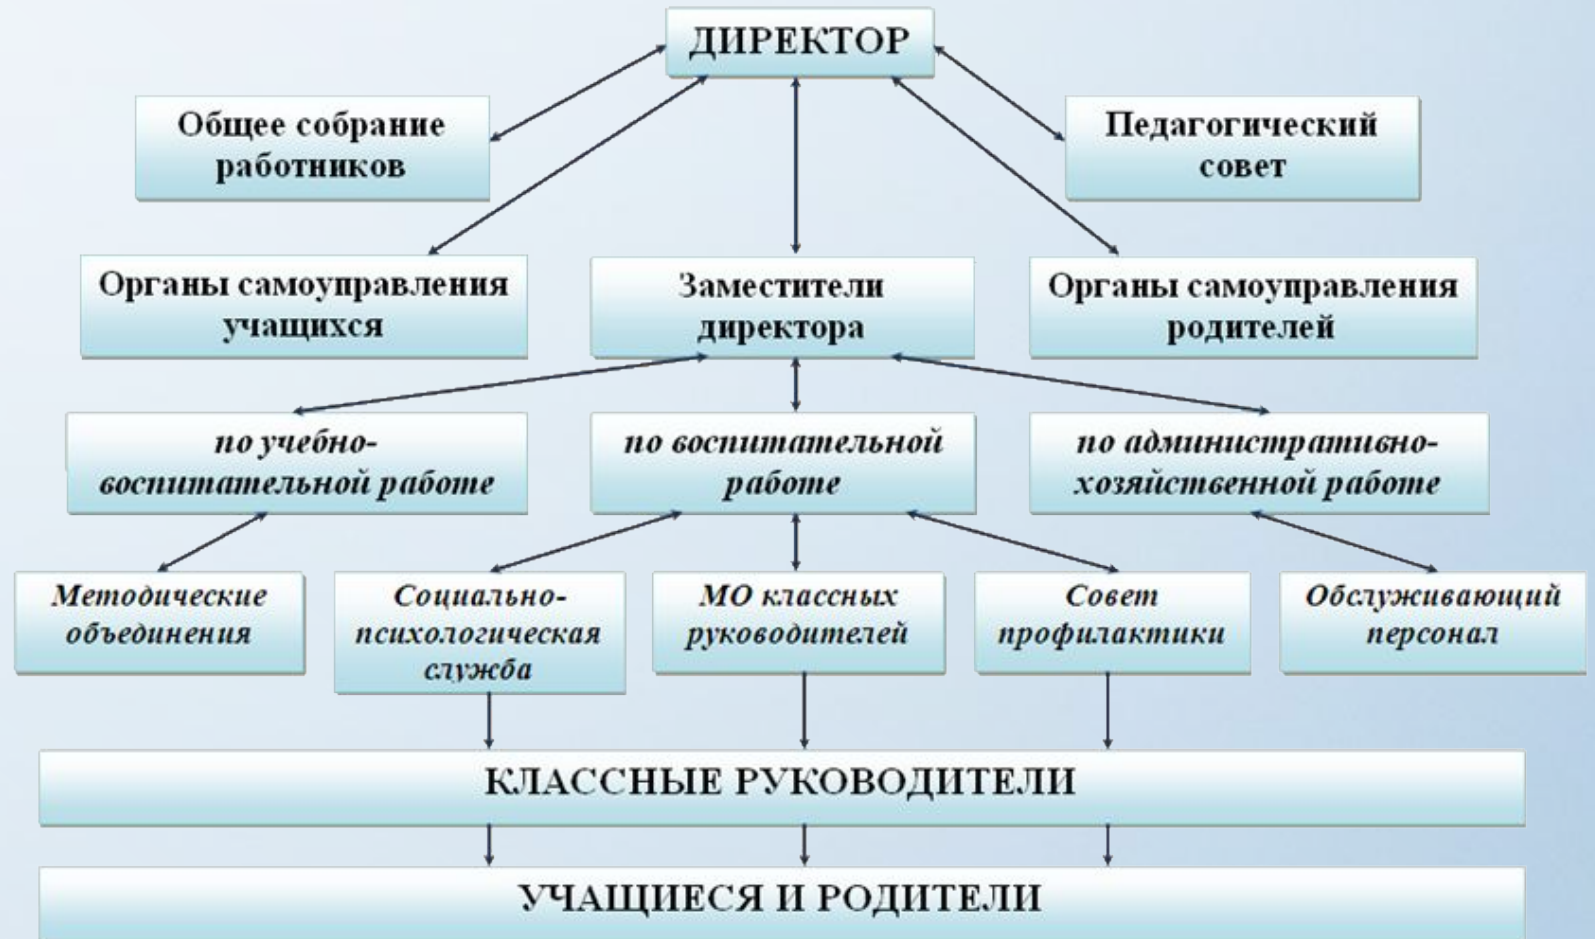 ДИРЕКТОР
Общее собрание
работников
Педагогический
совет
Органы самоуправления
учащихся
Заместители
директора
Органы самоуправления
родителей
по учебно-
воспитательной работе
по воспитательной
работе
по административно-
хозяйственной работе
Методические
объединения
Социально-
психологическая
служба
МО классных
руководителей
Совет
профилактики
Обслуживающий
персонал
КЛАССНЫЕ РУКОВОДИТЕЛИ
УЧАЩИЕСЯ И РОДИТЕЛИ